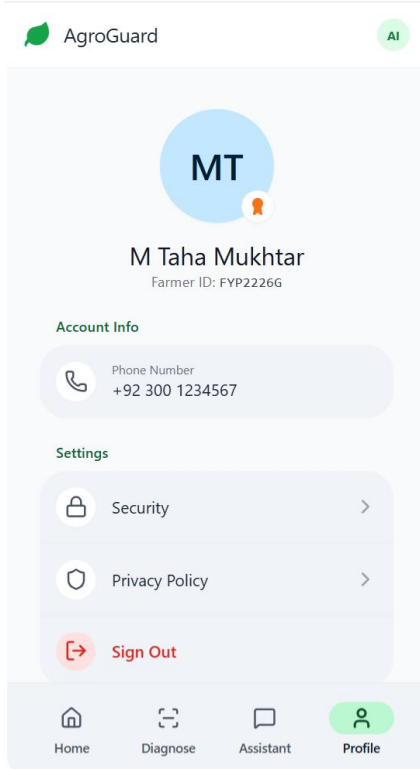 AgroGuard
AI
MT
M Taha Mukhtar
Farmer ID: FYP2226G
Account Info
Phone Number
+92 300 1234567
Settings
Security
Privacy Policy
Sign Out
Home
Diagnose
Assistant
Profile